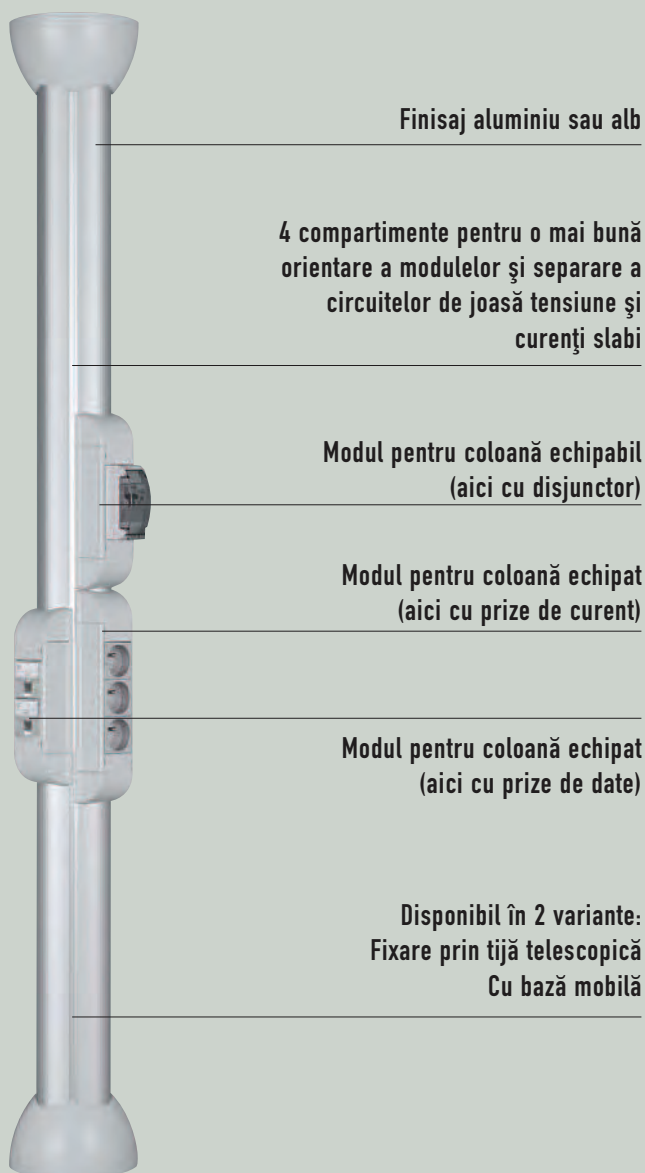 Finisaj aluminiu sau alb
4 compartimente pentru o mai bună
orientare a modulelor şi separare a
circuitelor de joasă tensiune şi
curenţi slabi
Modul pentru coloană echipabil
(aici cu disjunctor)
Modul pentru coloană echipat
(aici cu prize de curent)
Modul pentru coloană echipat
(aici cu prize de date)
Disponibil în 2 variante:
Fixare prin tijă telescopică
Cu bază mobilă